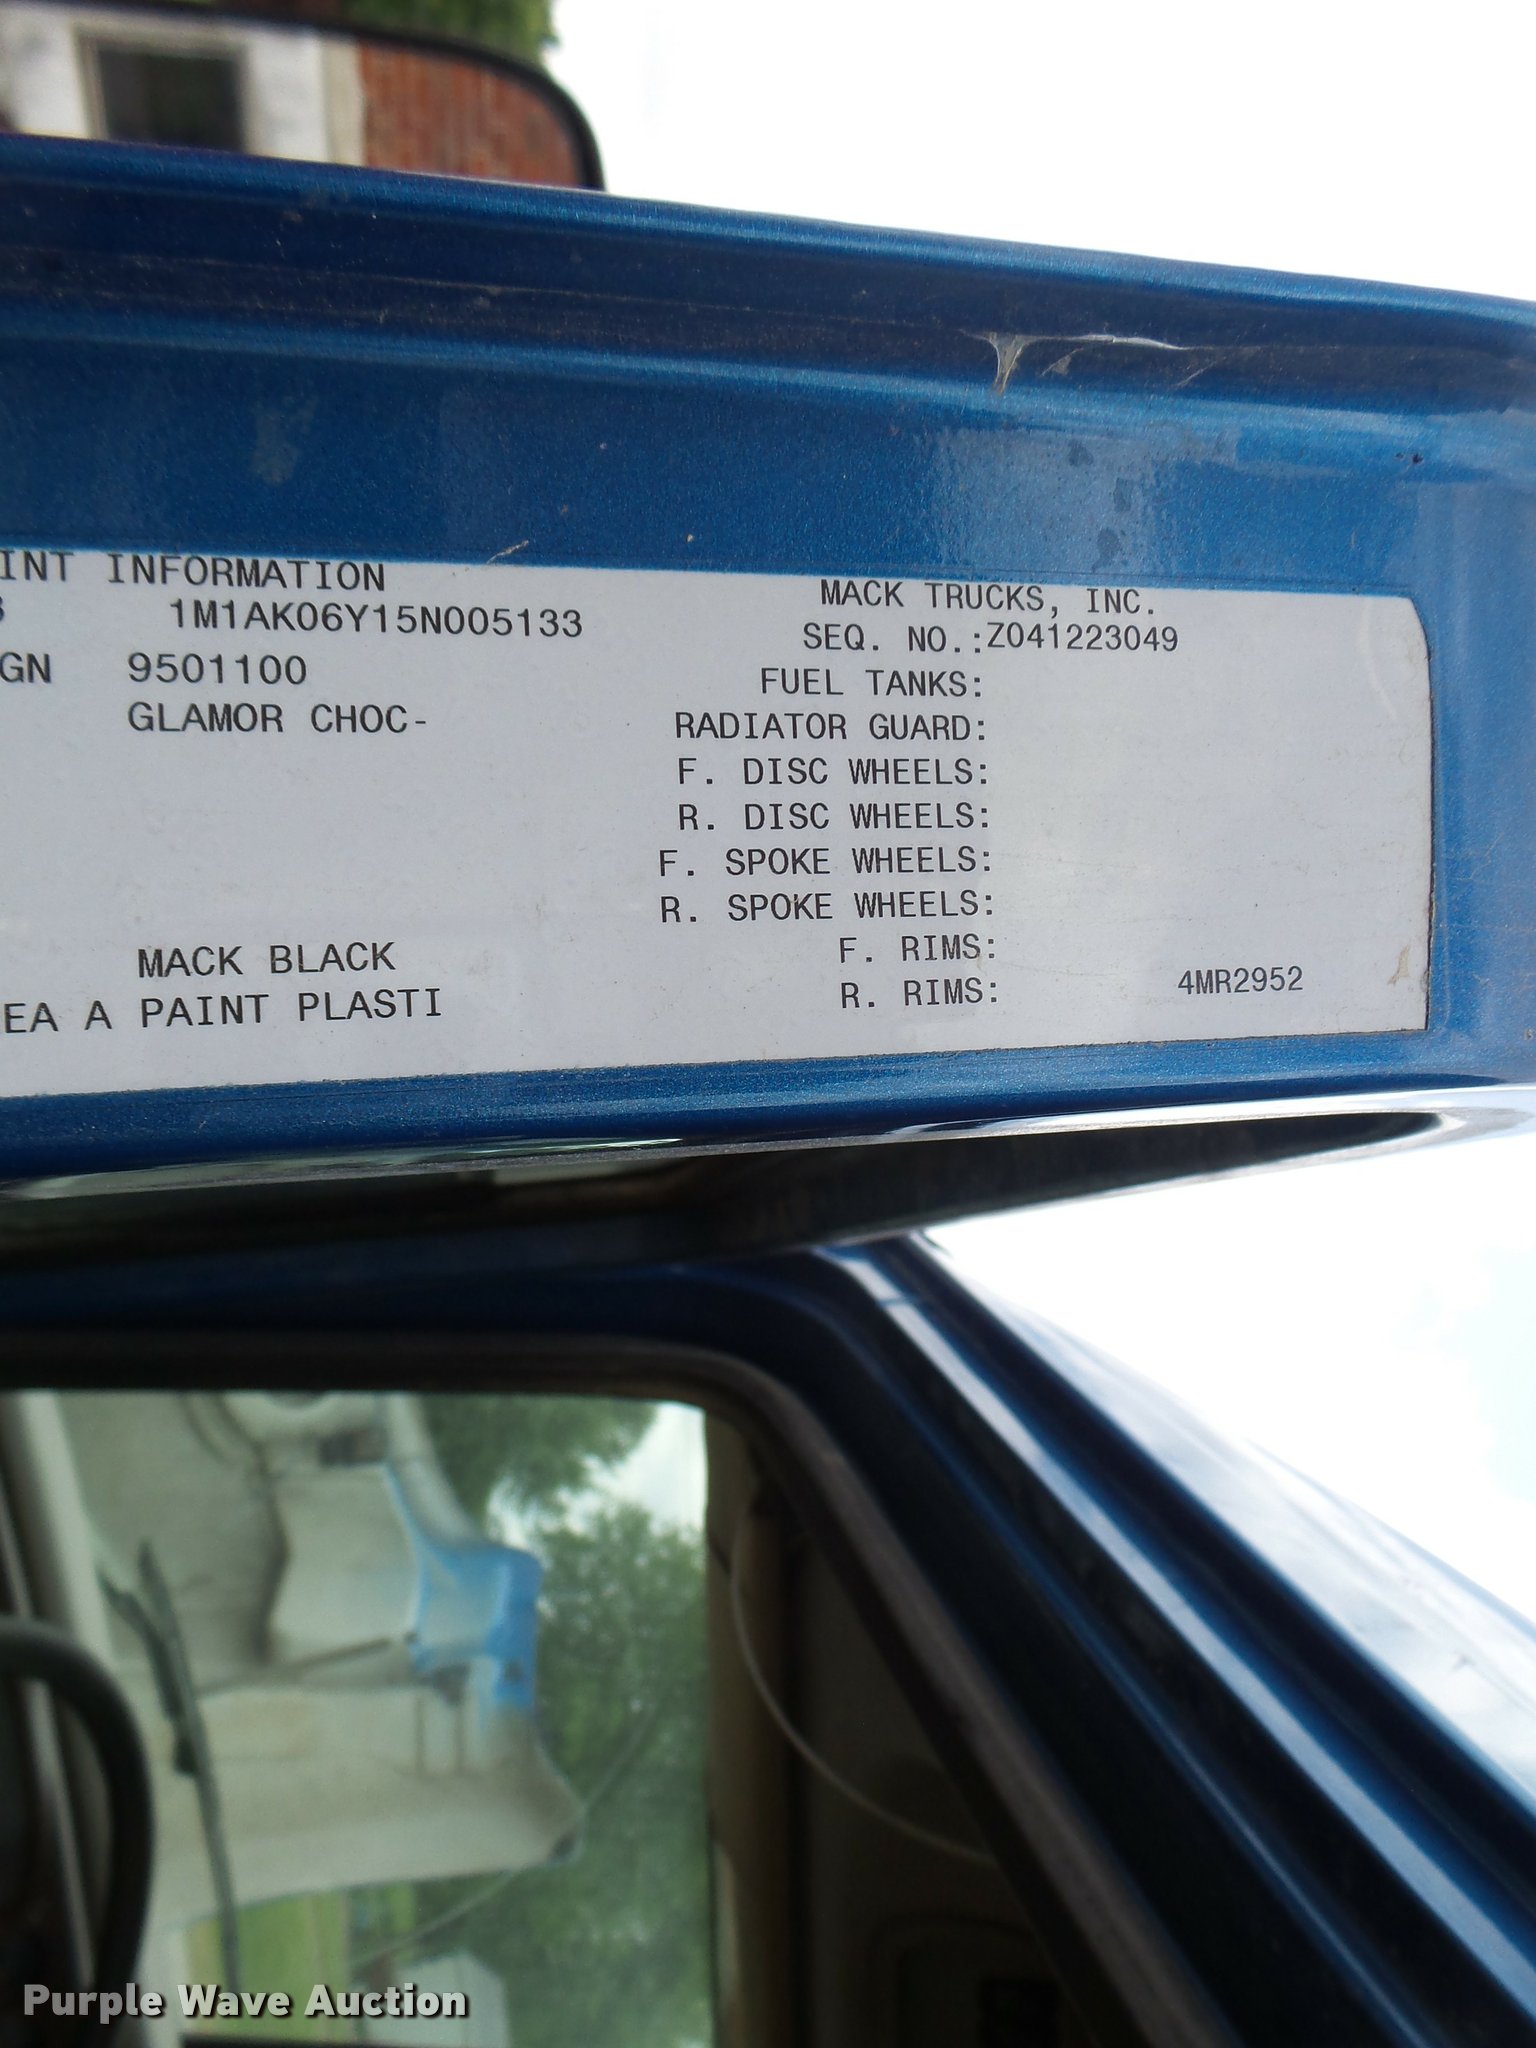 INT INFORMATION
1M1AK06Y15N005133
GN 9501100
GLAMOR CHOC-
MACK BLACK
EA A PAINT PLASTI
MACK TRUCKS, INC.
SEQ. NO.:Z041223049
FUEL TANKS:
RADIATOR GUARD:
F. DISC WHEELS:
R. DISC WHEELS:
F. SPOKE WHEELS:
R. SPOKE WHEELS:
F. RIMS:
R. RIMS: 4MR2952
Purple Wave Auction